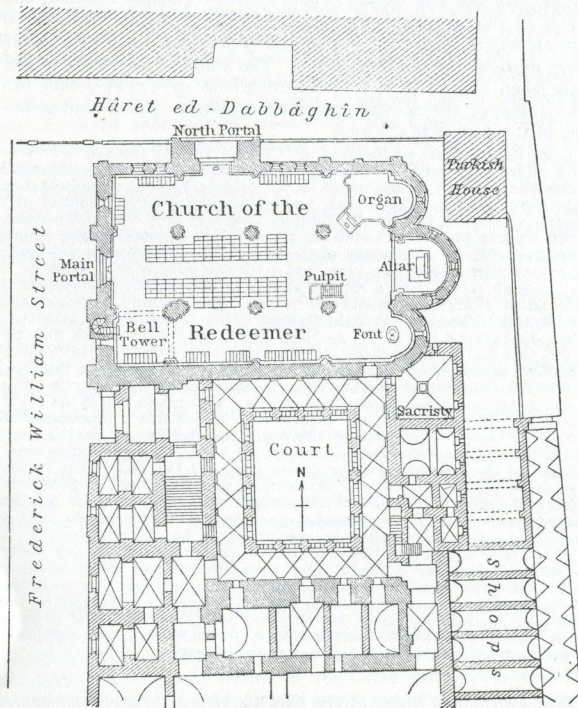 Hâret ed-Dabbâghîn
North Portal
Turkish
House
Organ
Church of the
Frederick William Street
Main
Portal
Altar
Pulpit
Bell
Tower
Redeemer
Font
Sacristy
Court
N
Shops